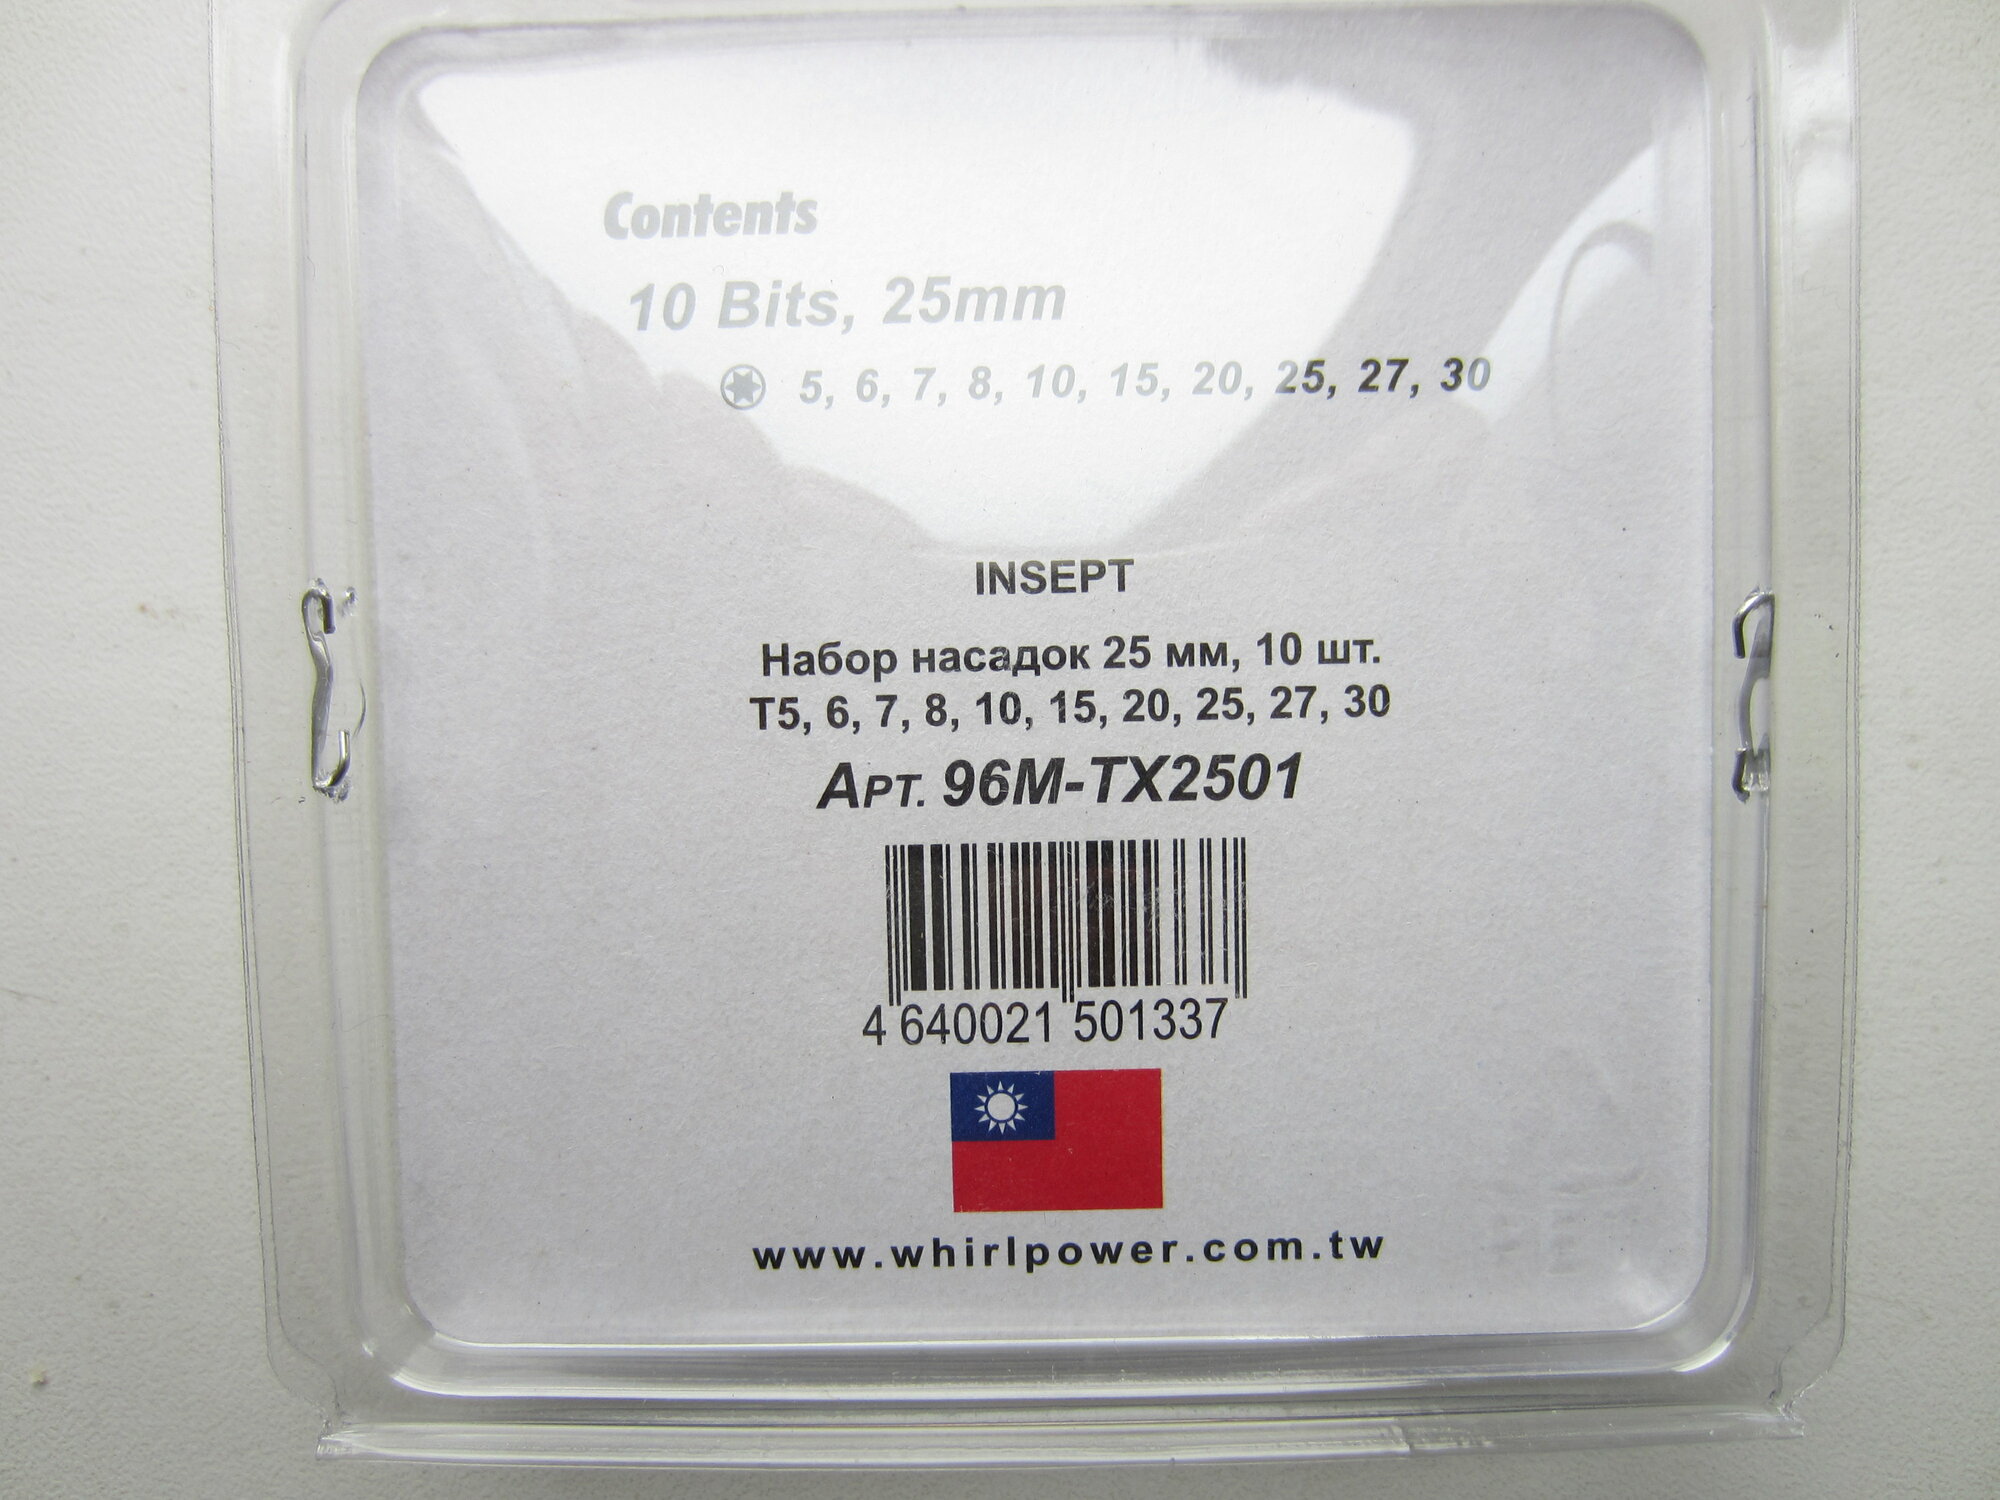 Contents
10 Bits, 25mm
5, 6, 7, 8, 10, 15, 20, 25, 27, 30
INSEPT
Набор насадок 25 мм, 10 шт.
Т5, 6, 7, 8, 10, 15, 20, 25, 27, 30
АРТ. 96M-TX2501
4 640021 501337
www.whirlpower.com.tw